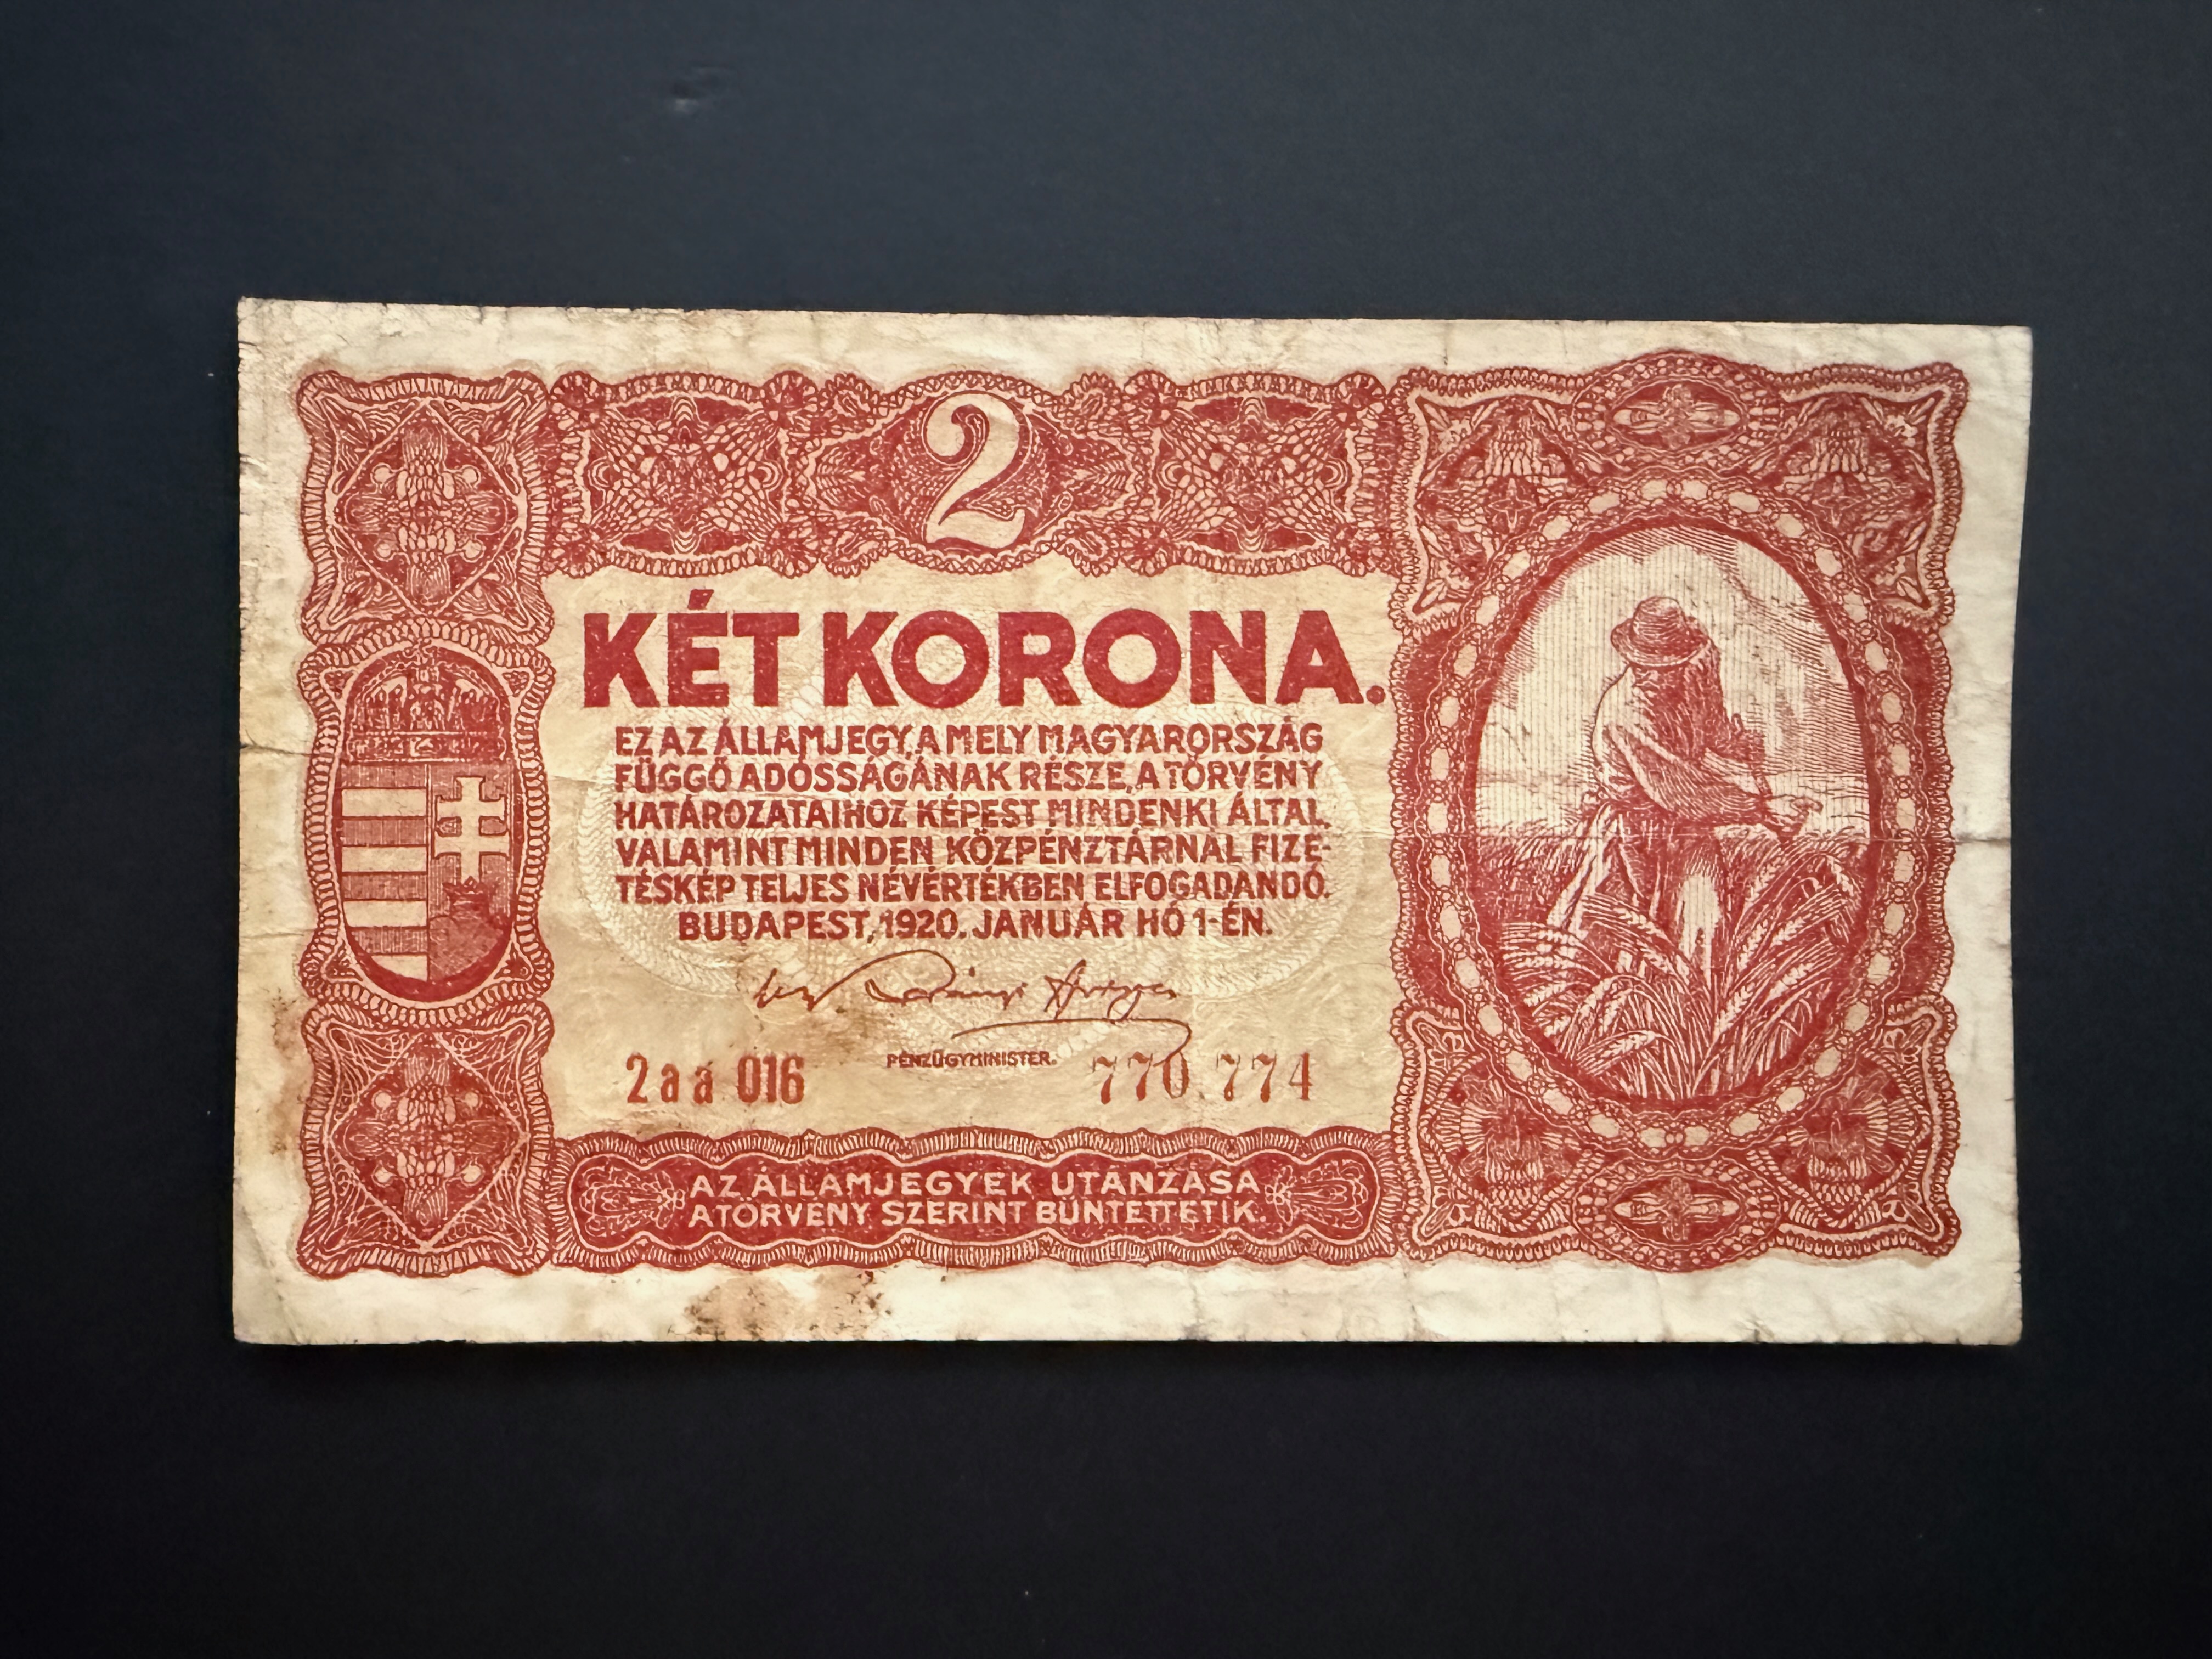 2
KÉT KORONA.
EZ AZ ÁLLAMJEGY, A MELY MAGYARORSZÁG
FÜGGŐ ADÓSSÁGÁNAK RÉSZE, A TÖRVÉNY
HATÁROZATAIHOZ KÉPEST MINDENKI ÁLTAL,
VALAMINT MINDEN KÖZPÉNZTÁRNÁL FIZE-
TÉSKÉP TELJES NÉVÉRTÉKBEN ELFOGADANDÓ.
BUDAPEST, 1920. JANUÁR HÓ 1-ÉN.
PÉNZÜGYMINISTER.
2 a a 016 770.774
AZ ÁLLAMJEGYEK UTÁNZÁSA
A TÖRVÉNY SZERINT BÜNTETTETIK.